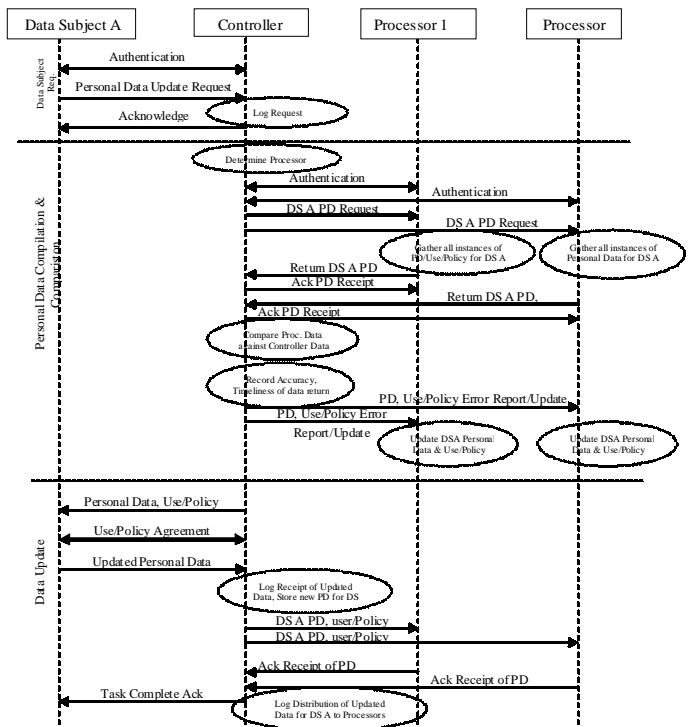 Data Subject A
Controller
Processor 1
Processor
Data Subject
Req.
Authentication
Personal Data Update Request
Log Request
Acknowledge
Personal Data Compilation &
Comparison
Determine Processor
Authentication
Authentication
DS A PD Request
DS A PD Request
Gather all instances of
PD/Use/Policy for DS A
Gather all instances of
Personal Data for DS A
Return DS A PD
Ack PD Receipt
Return DS A PD,
Ack PD Receipt
Compare Proc. Data
against Controller Data
Record Accuracy,
Timeliness of data return
PD, Use/Policy Error Report/Update
PD, Use/Policy Error
Report/Update
Update DSA Personal
Data & Use/Policy
Update DSA Personal
Data & Use/Policy
Data Update
Personal Data, Use/Policy
Use/Policy Agreement
Updated Personal Data
Log Receipt of Updated
Data, Store new PD for DS
DS A PD, user/Policy
DS A PD, user/Policy
Ack Receipt of PD
Ack Receipt of PD
Task Complete Ack
Log Distribution of Updated
Data for DS A to Processors